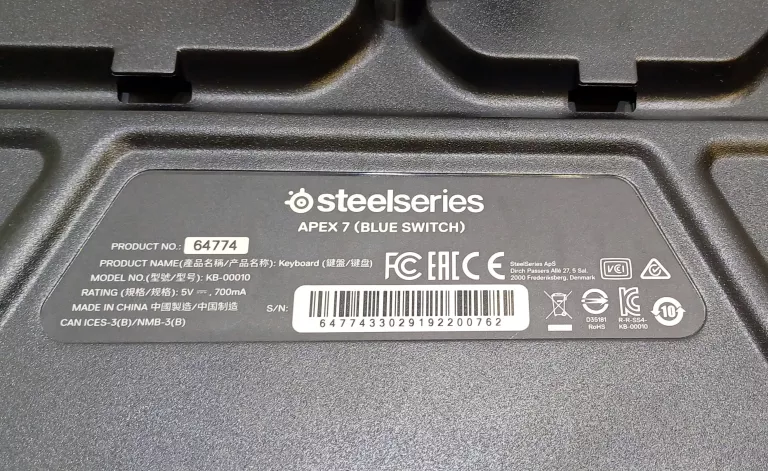 steelseries
APEX 7 (BLUE SWITCH)
PRODUCT NO.: 64774
PRODUCT NAME(產品名稱/产品名称): Keyboard (鍵盤/键盘)
MODEL NO.(型號/型号): KB-00010
RATING (規格/规格): 5V ⎓, 700mA
MADE IN CHINA 中國製造/中国制造
CAN ICES-3(B)/NMB-3(B)
FC EAC CE
SteelSeries ApS
Dirch Passers Allé 27, 5 Sal.
2000 Frederiksberg, Denmark
VCI
S/N:
6477433029192200762
D35181
RoHS
R-R-SS4-
KB-00010
10